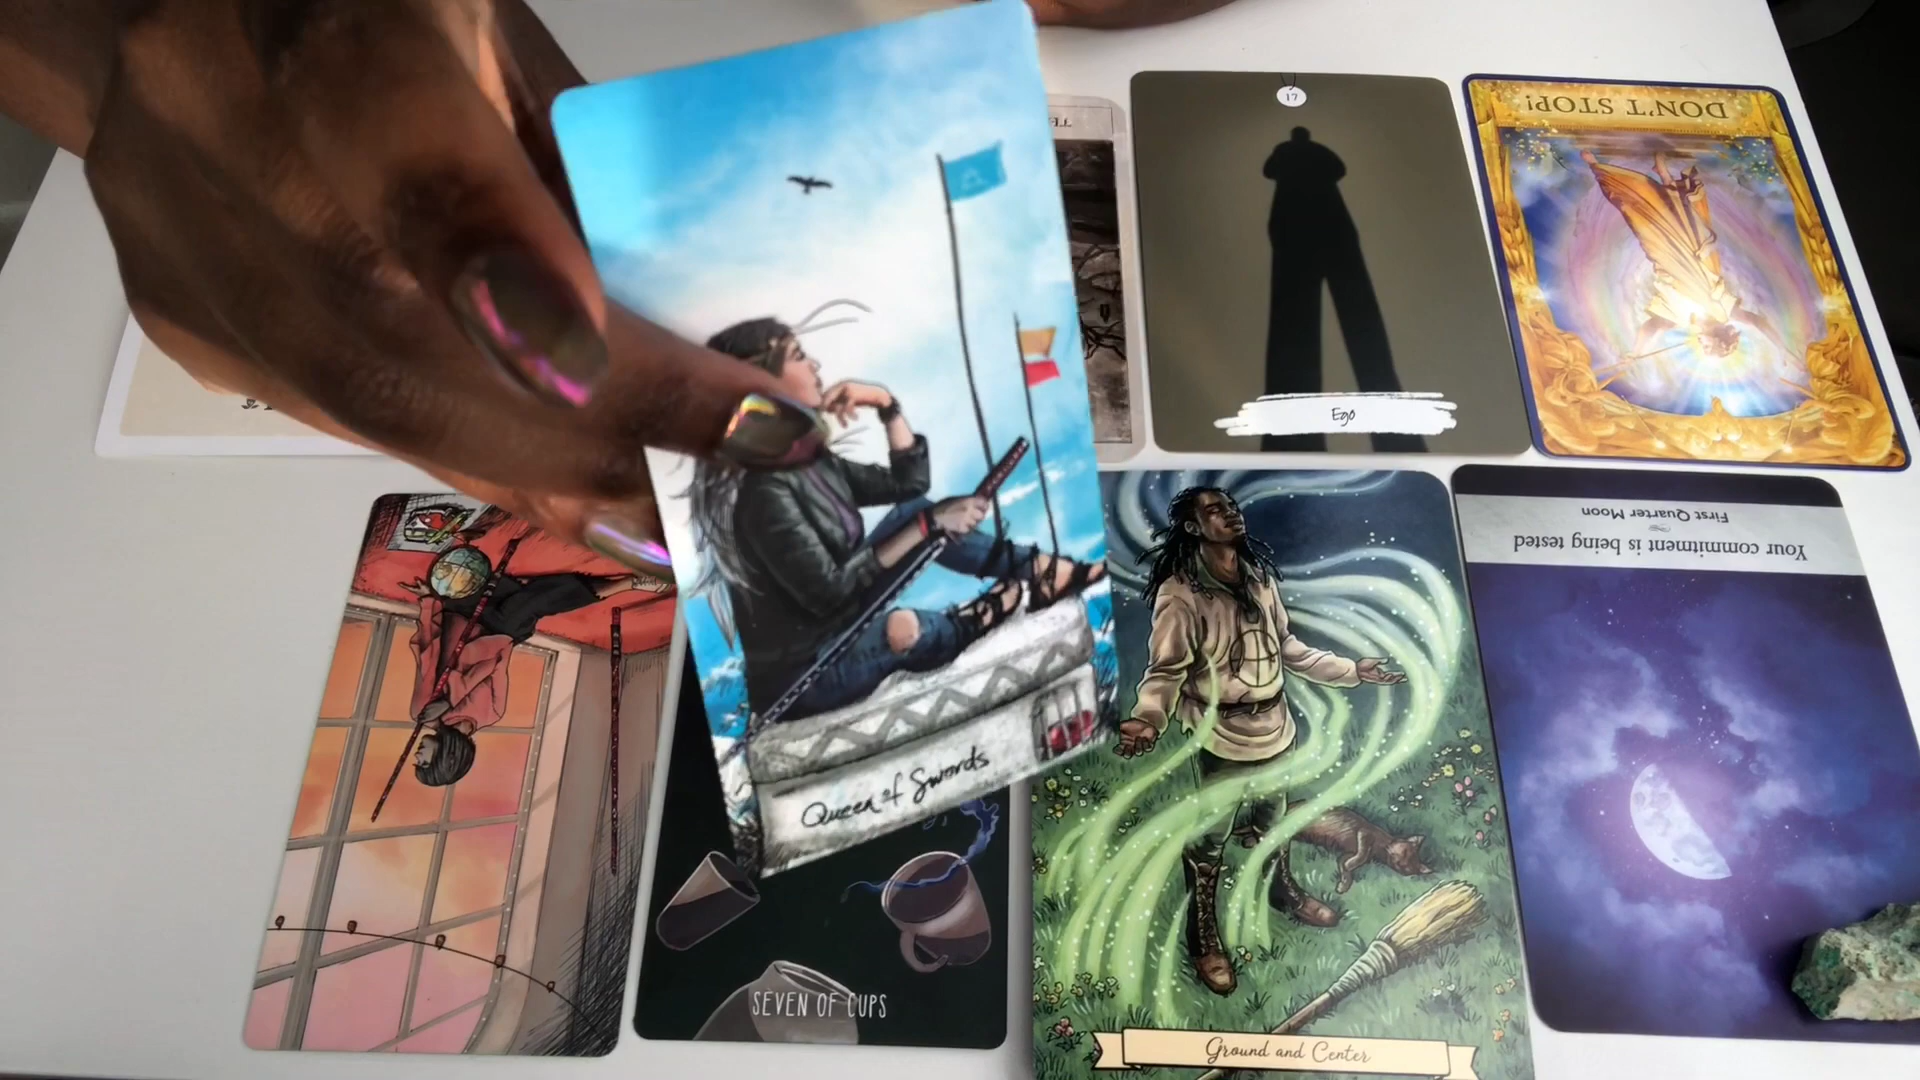 17
DON'T STOP!
Ego
First Quarter Moon
Your commitment is being tested
Queen of Swords
SEVEN OF CUPS
Ground and Center